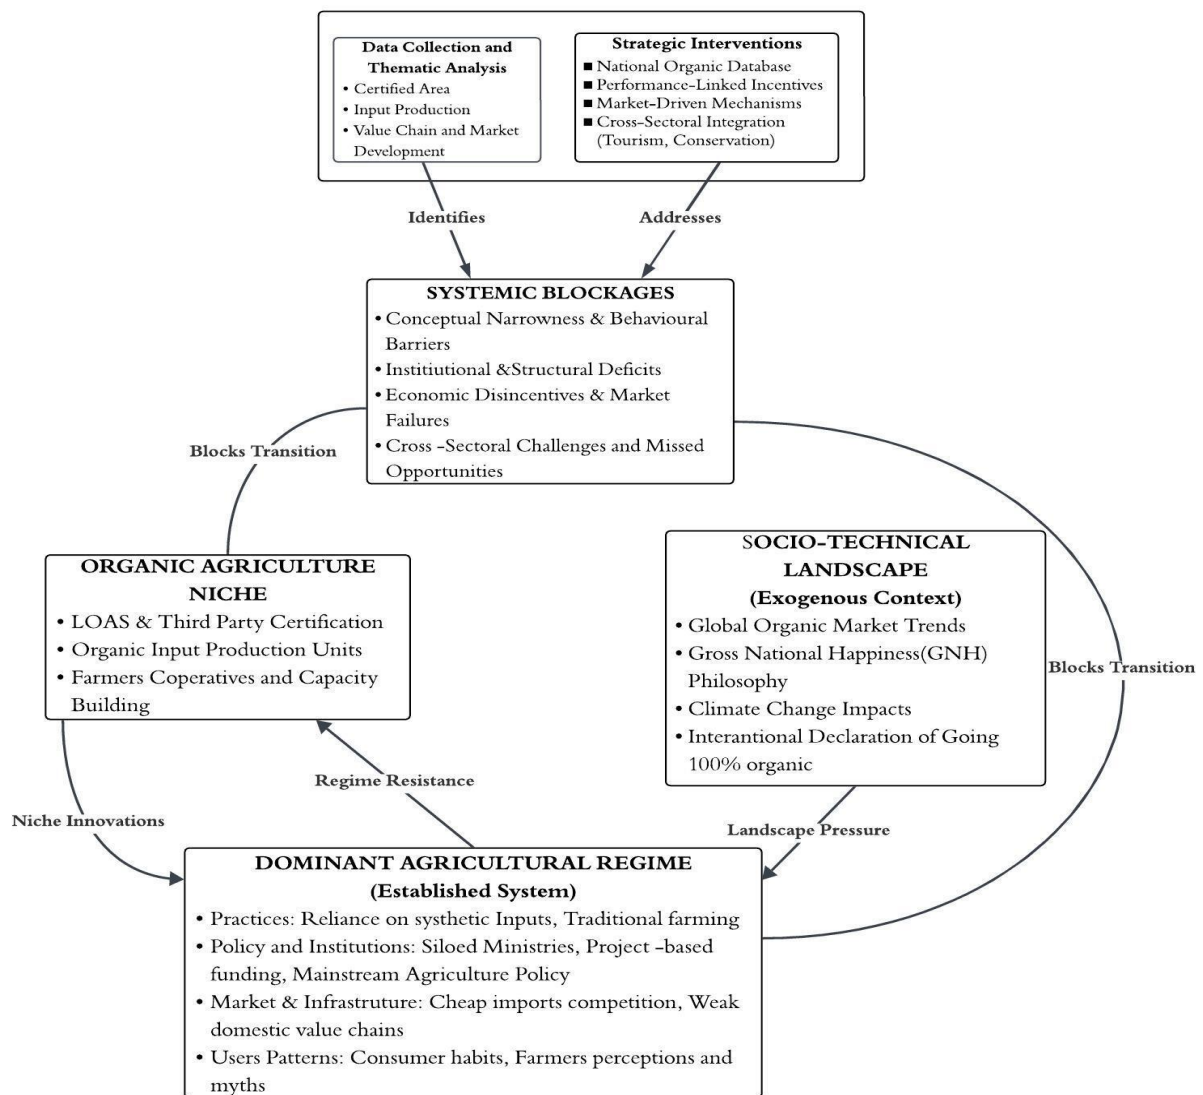 Data Collection and
Thematic Analysis
• Certified Area
• Input Production
• Value Chain and Market
Development
Strategic Interventions
■ National Organic Database
■ Performance-Linked Incentives
■ Market-Driven Mechanisms
■ Cross-Sectoral Integration
(Tourism, Conservation)
Identifies
Addresses
SYSTEMIC BLOCKAGES
• Conceptual Narrowness & Behavioural
Barriers
• Institiutional &Structural Deficits
• Economic Disincentives & Market
Failures
• Cross -Sectoral Challenges and Missed
Opportunities
Blocks Transition
ORGANIC AGRICULTURE
NICHE
• LOAS & Third Party Certification
• Organic Input Production Units
• Farmers Coperatives and Capacity
Building
SOCIO-TECHNICAL
LANDSCAPE
(Exogenous Context)
• Global Organic Market Trends
• Gross National Happiness(GNH)
Philosophy
• Climate Change Impacts
• Interantional Declaration of Going
100% organic
Blocks Transition
Regime Resistance
Niche Innovations
Landscape Pressure
DOMINANT AGRICULTURAL REGIME
(Established System)
• Practices: Reliance on systhetic Inputs, Traditional farming
• Policy and Institutions: Siloed Ministries, Project -based
funding, Mainstream Agriculture Policy
• Market & Infrastruture: Cheap imports competition, Weak
domestic value chains
• Users Patterns: Consumer habits, Farmers perceptions and
myths